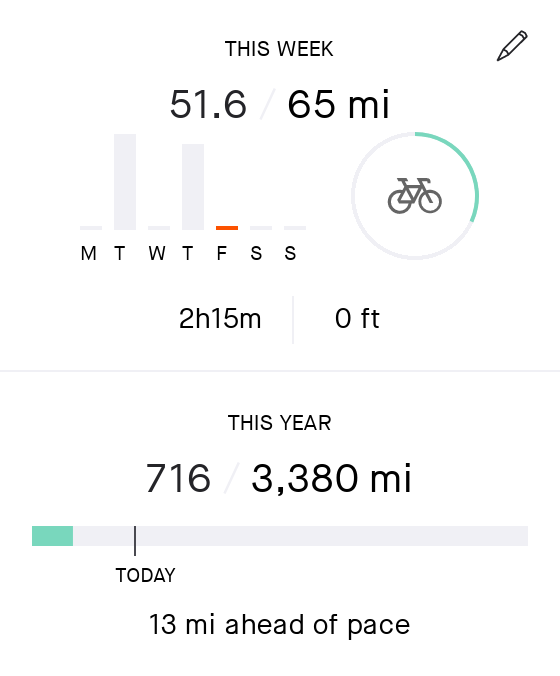 THIS WEEK
51.6 / 65 mi
M T W T F S S
2h15m 0 ft
THIS YEAR
716 / 3,380 mi
TODAY
13 mi ahead of pace